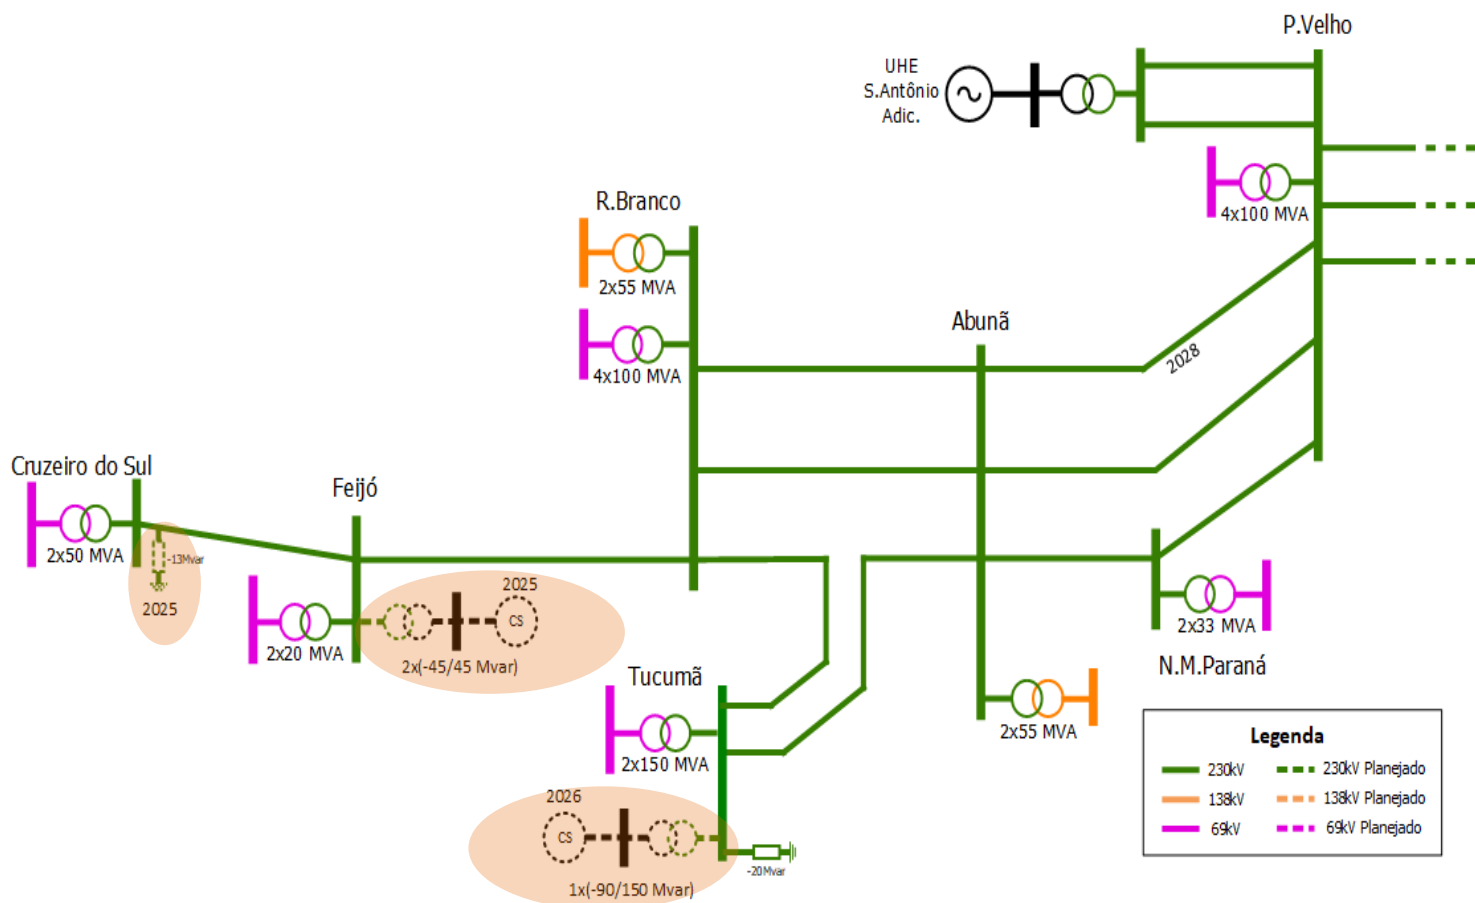 P.Velho
UHE
S.Antônio
Adic.
4x100 MVA
R.Branco
2x55 MVA
4x100 MVA
Abunã
2028
Cruzeiro do Sul
2x50 MVA
-13Mvar
2025
Feijó
2x20 MVA
2025
CS
2x(-45/45 Mvar)
Tucumã
2x150 MVA
2026
CS
1x(-90/150 Mvar)
-20Mvar
2x55 MVA
2x33 MVA
N.M.Paraná
Legenda
230kV
230kV Planejado
138kV
138kV Planejado
69kV
69kV Planejado